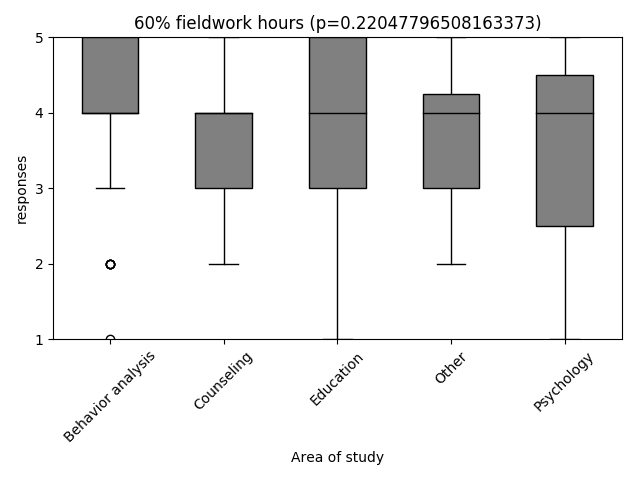 60% fieldwork hours (p=0.22047796508163373)
5
4
3
2
1
responses
Behavior analysis
Counseling
Education
Other
Psychology
Area of study